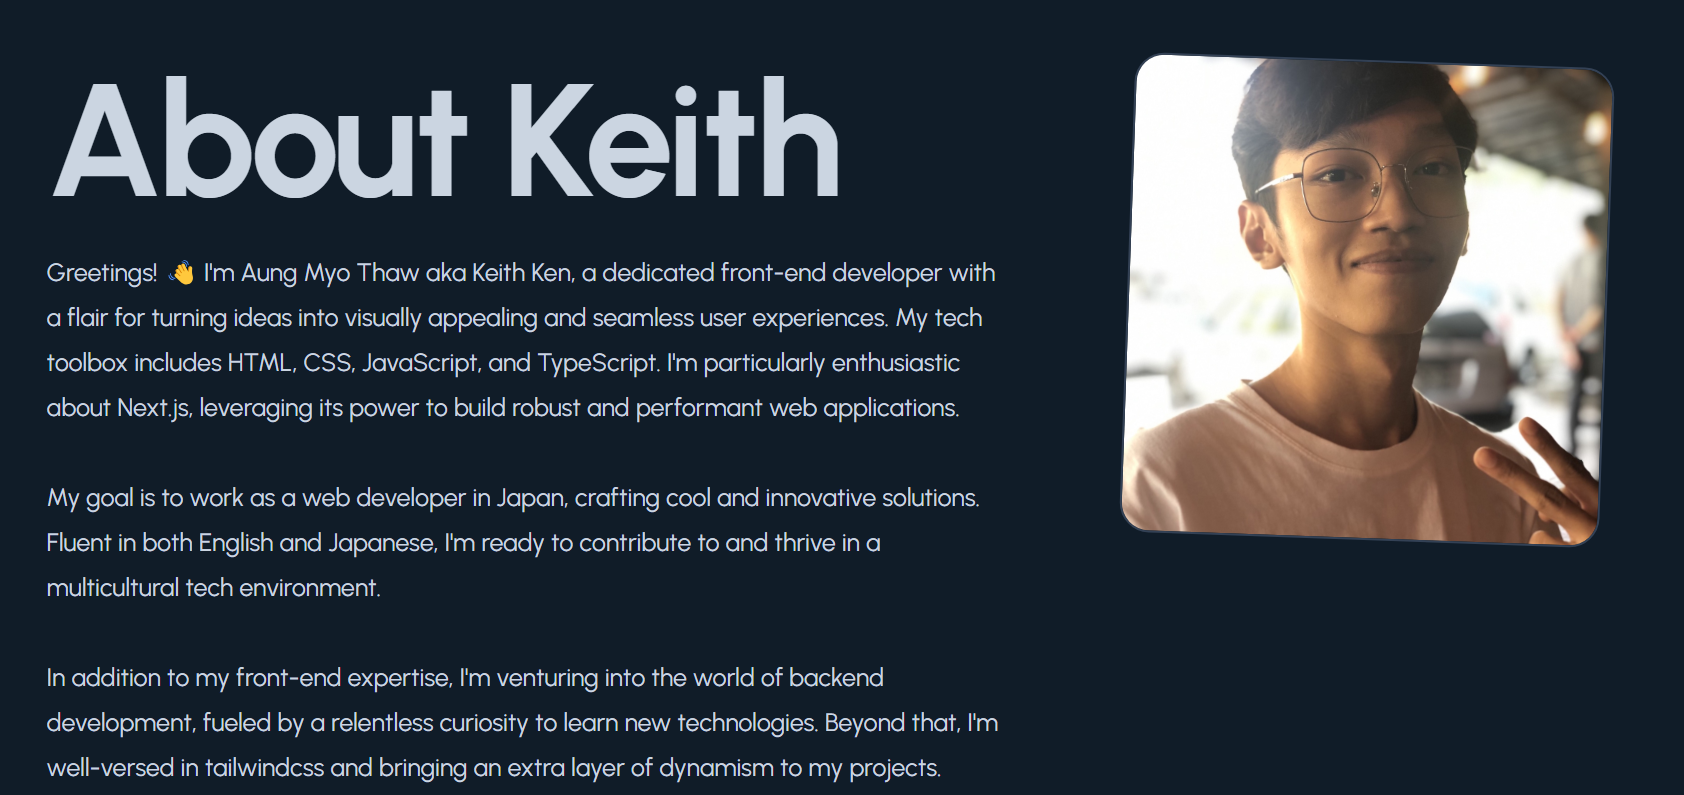 About Keith
Greetings! 👋 I'm Aung Myo Thaw aka Keith Ken, a dedicated front-end developer with
a flair for turning ideas into visually appealing and seamless user experiences. My tech
toolbox includes HTML, CSS, JavaScript, and TypeScript. I'm particularly enthusiastic
about Next.js, leveraging its power to build robust and performant web applications.
My goal is to work as a web developer in Japan, crafting cool and innovative solutions.
Fluent in both English and Japanese, I'm ready to contribute to and thrive in a
multicultural tech environment.
In addition to my front-end expertise, I'm venturing into the world of backend
development, fueled by a relentless curiosity to learn new technologies. Beyond that, I'm
well-versed in tailwindcss and bringing an extra layer of dynamism to my projects.